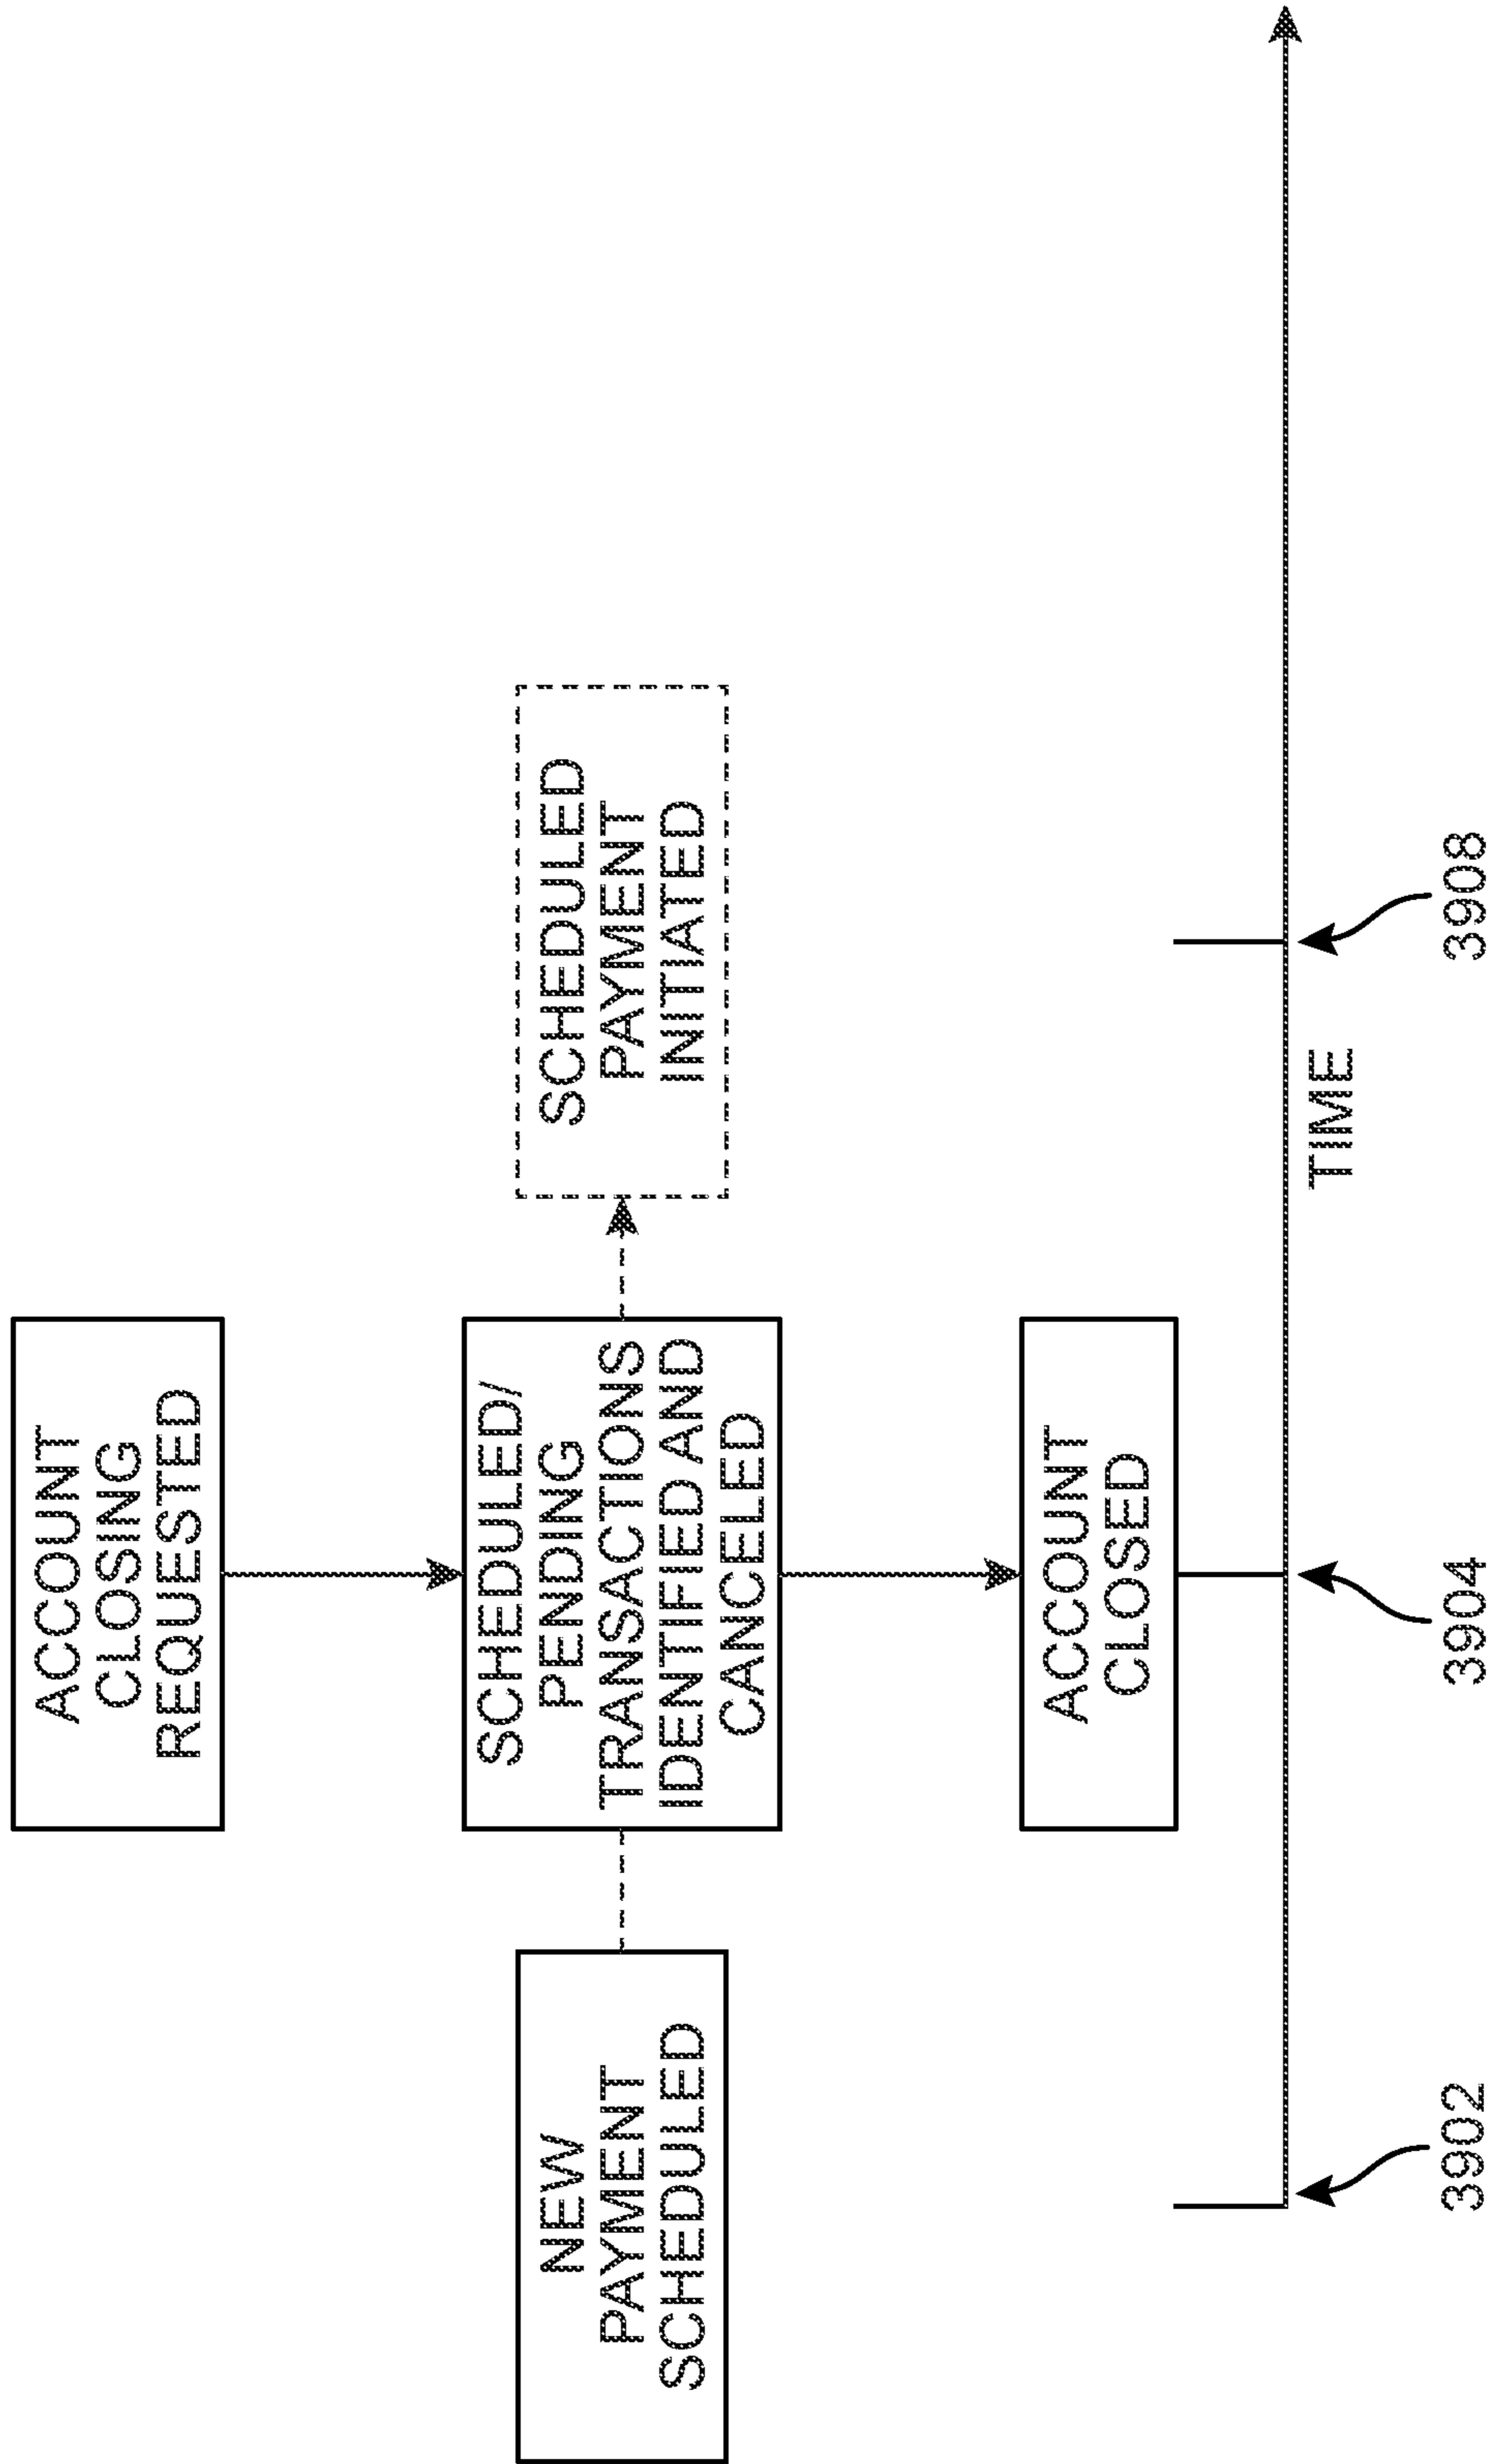 ACCOUNT
CLOSING
REQUESTED
NEW
PAYMENT
SCHEDULED
SCHEDULED/
PENDING
TRANSACTIONS
IDENTIFIED AND
CANCELED
SCHEDULED
PAYMENT
INITIATED
ACCOUNT
CLOSED
TIME
3902
3904
3908